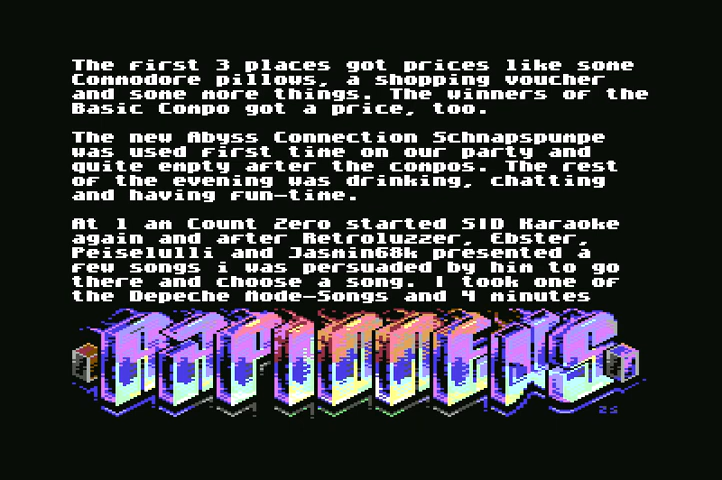 The first 3 places got prices like some
Commodore pillows, a shopping voucher
and some more things. The winners of the
Basic Compo got a price, too.
The new Abyss Connection Schnapspumpe
was used first time on our party and
quite empty after the compos. The rest
of the evening was drinking, chatting
and having fun-time.
At 1 am Count Zero started SID Karaoke
again and after Retroluzzer, Ebster,
Peiselulli and Jasmin68k presented a
few songs i was persuaded by him to go
there and choose a song. I took one of
the Depeche Mode-Songs and 4 minutes